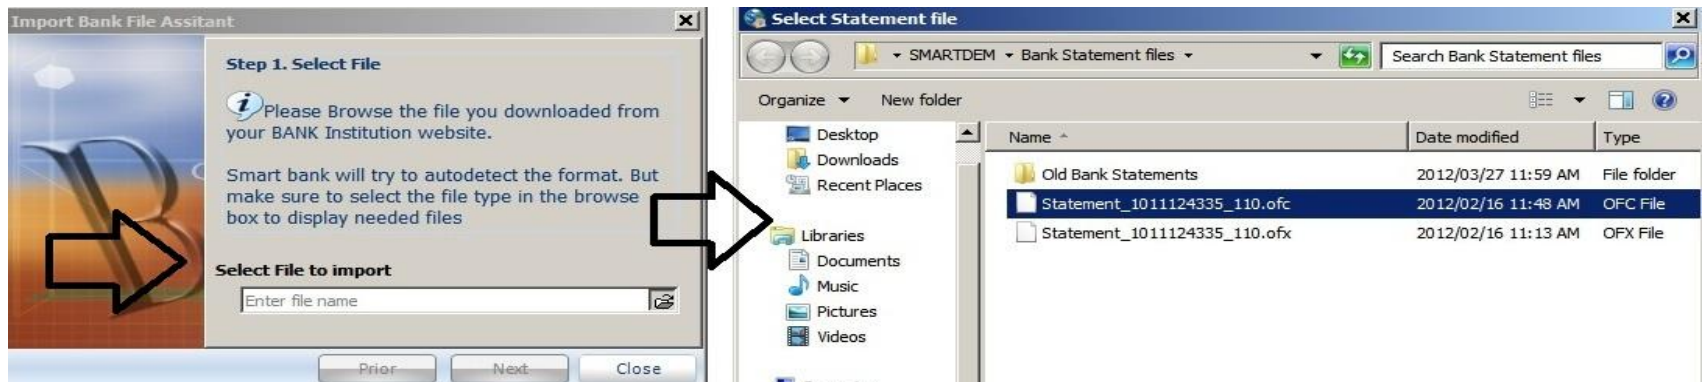 Import Bank File Assitant
Step 1. Select File
Please Browse the file you downloaded from
your BANK Institution website.
Smart bank will try to autodetect the format. But
make sure to select the file type in the browse
box to display needed files
Select File to import
Enter file name
Prior Next Close
Select Statement file
SMARTDEM Bank Statement files Search Bank Statement files
Organize New folder
Desktop
Downloads
Recent Places
Libraries
Documents
Music
Pictures
Videos
Name Date modified Type
Old Bank Statements 2012/03/27 11:59 AM File folder
Statement_1011124335_110.ofc 2012/02/16 11:48 AM OFC File
Statement_1011124335_110.ofx 2012/02/16 11:13 AM OFX File